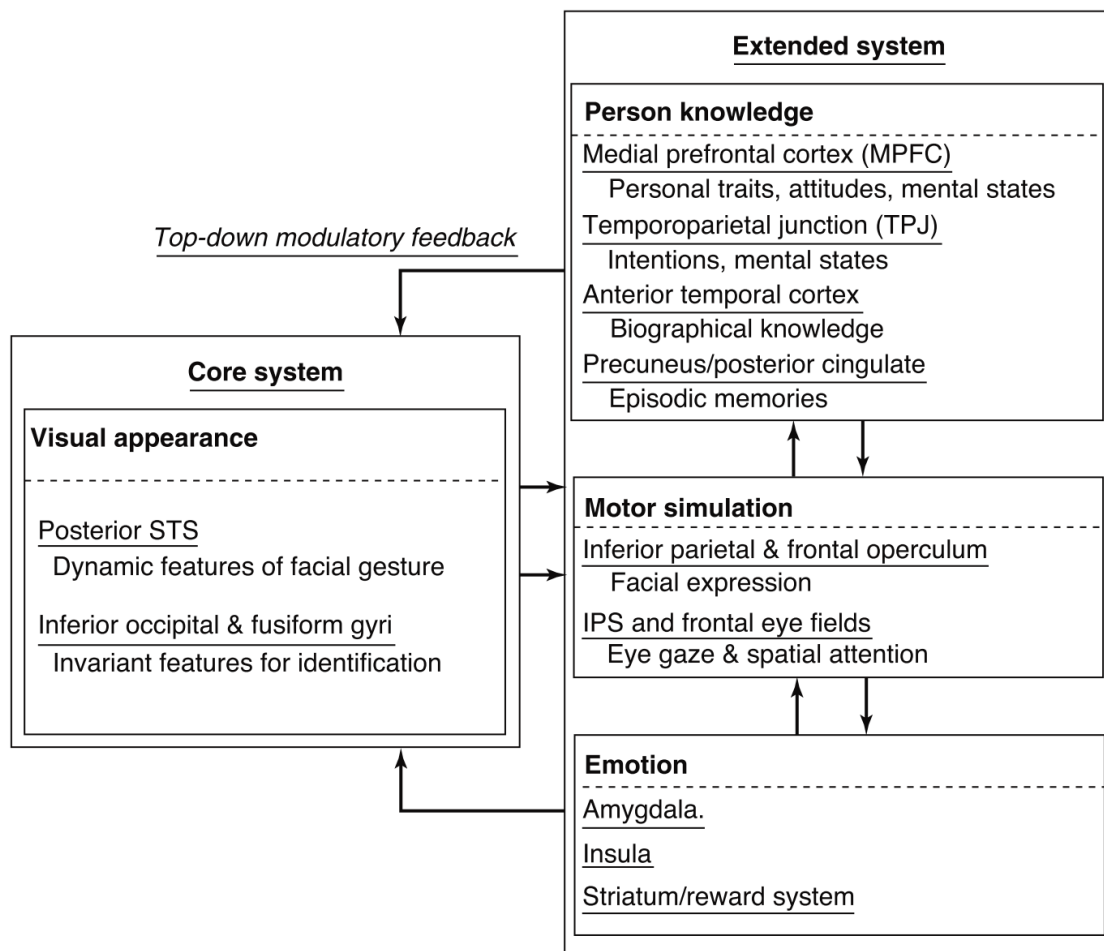 Extended system
Person knowledge
Medial prefrontal cortex (MPFC)
Personal traits, attitudes, mental states
Temporoparietal junction (TPJ)
Intentions, mental states
Anterior temporal cortex
Biographical knowledge
Precuneus/posterior cingulate
Episodic memories
Top-down modulatory feedback
Core system
Visual appearance
Posterior STS
Dynamic features of facial gesture
Inferior occipital & fusiform gyri
Invariant features for identification
Motor simulation
Inferior parietal & frontal operculum
Facial expression
IPS and frontal eye fields
Eye gaze & spatial attention
Emotion
Amygdala.
Insula
Striatum/reward system